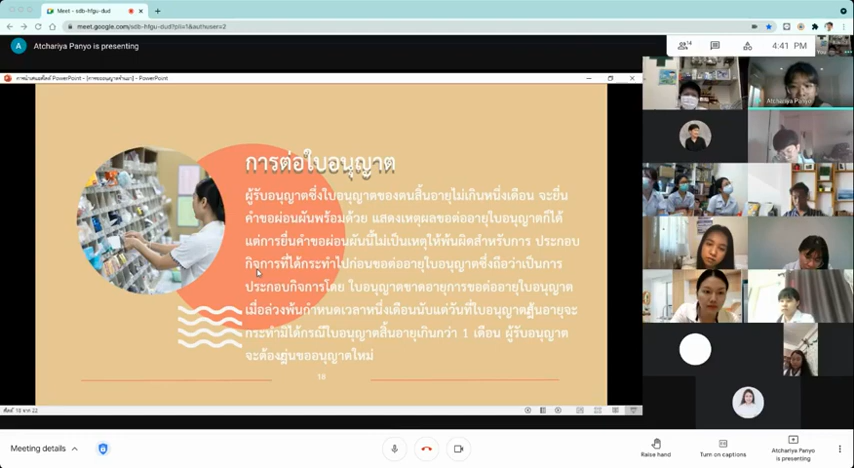 Meet - sdb-hfgu-dud
meet.google.com/sdb-hfgu-dud?pli=1&authuser=2
A Atchariya Panyo is presenting
14
4:41 PM
You
Atchariya Panyo
การต่อใบอนุญาต
ผู้รับอนุญาตซึ่งใบอนุญาตของตนสิ้นอายุไม่เกินหนึ่งเดือน จะยื่น
คำขอผ่อนผันพร้อมด้วย แสดงเหตุผลขอต่ออายุใบอนุญาตก็ได้
แต่การยื่นคำขอผ่อนผันนี้ไม่เป็นเหตุให้พ้นผิดสำหรับการ ประกอบ
กิจการที่ได้กระทำไปก่อนขอต่ออายุใบอนุญาตซึ่งถือว่าเป็นการ
ประกอบกิจการโดย ใบอนุญาตขาดอายุการขอต่ออายุใบอนุญาต
เมื่อล่วงพ้นกำหนดเวลาหนึ่งเดือนนับแต่วันที่ใบอนุญาตสิ้นอายุจะ
กระทำมิได้กรณีใบอนุญาตสิ้นอายุเกินกว่า 1 เดือน ผู้รับอนุญาต
จะต้องยื่นขออนุญาตใหม่
18
สไลด์ 18 จาก 22
Meeting details
Raise hand
Turn on captions
Atchariya Panyo
is presenting